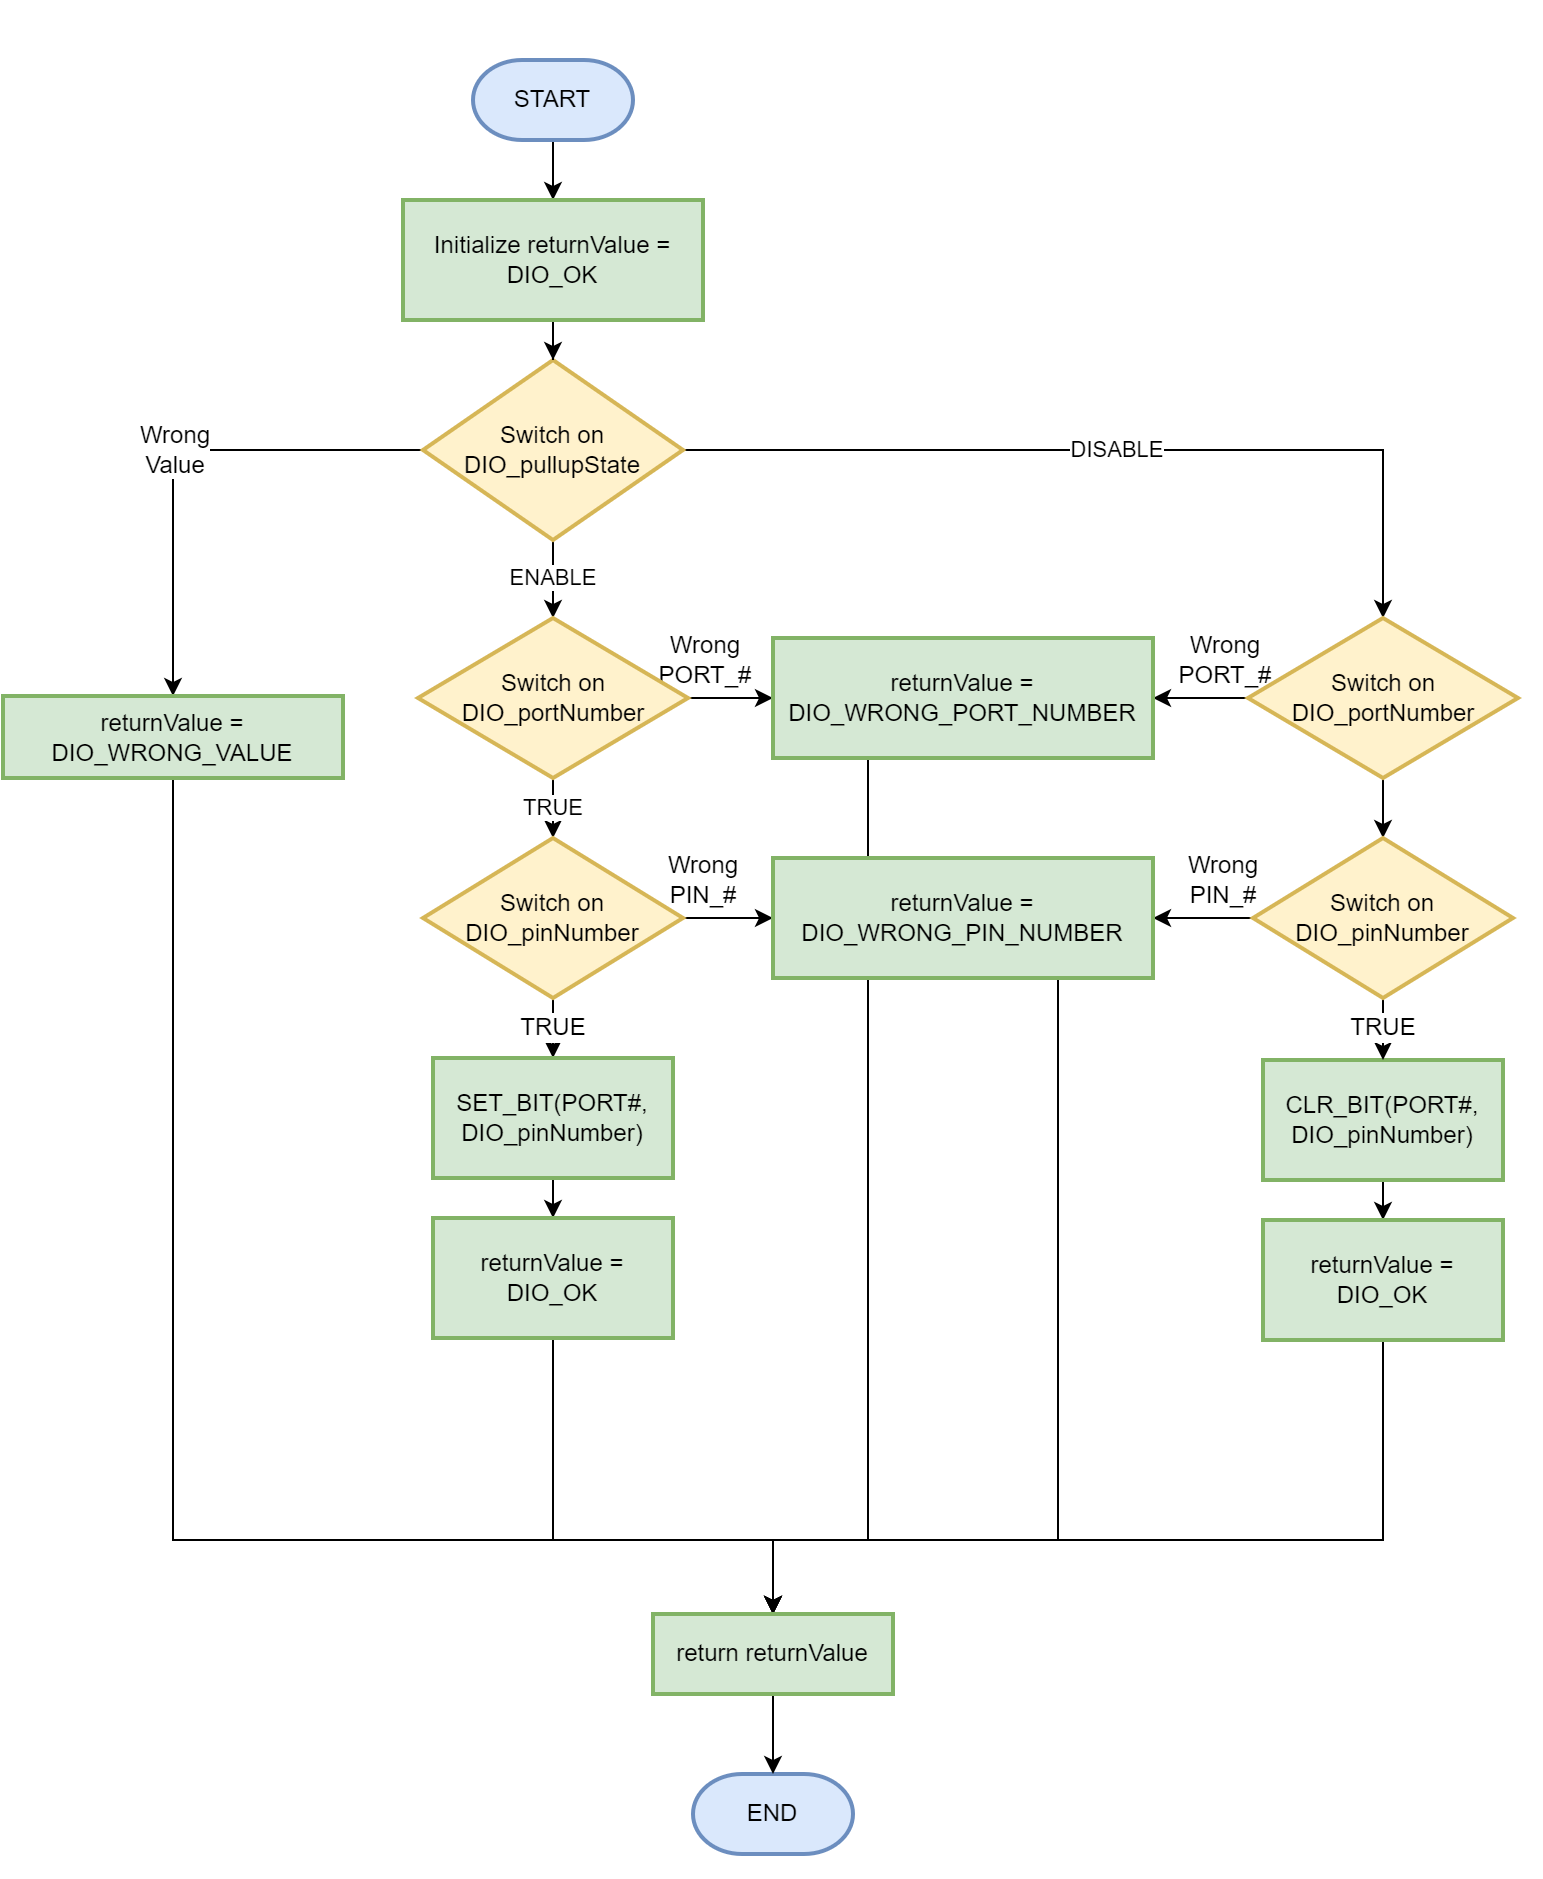 START
Initialize returnValue =
DIO_OK
Switch on
DIO_pullupState
Wrong
Value
DISABLE
ENABLE
Switch on
DIO_portNumber
Wrong
PORT_#
returnValue =
DIO_WRONG_PORT_NUMBER
Wrong
PORT_#
Switch on
DIO_portNumber
returnValue =
DIO_WRONG_VALUE
TRUE
Switch on
DIO_pinNumber
Wrong
PIN_#
returnValue =
DIO_WRONG_PIN_NUMBER
Wrong
PIN_#
Switch on
DIO_pinNumber
TRUE
TRUE
SET_BIT(PORT#,
DIO_pinNumber)
CLR_BIT(PORT#,
DIO_pinNumber)
returnValue =
DIO_OK
returnValue =
DIO_OK
return returnValue
END